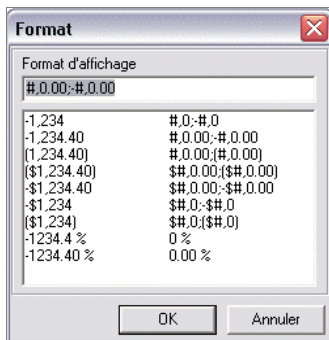 Format
Format d'affichage
#,0.00;-#,0.00
-1,234 #,0;-#,0
-1,234.40 #,0.00;-#,0.00
(1,234.40) #,0.00;(#,0.00)
($1,234.40) $#,0.00;($#,0.00)
-$1,234.40 $#,0.00;-$#,0.00
-$1,234 $#,0;-$#,0
($1,234) $#,0;($#,0)
-1234.4 % 0 %
-1234.40 % 0.00 %
OK Annuler